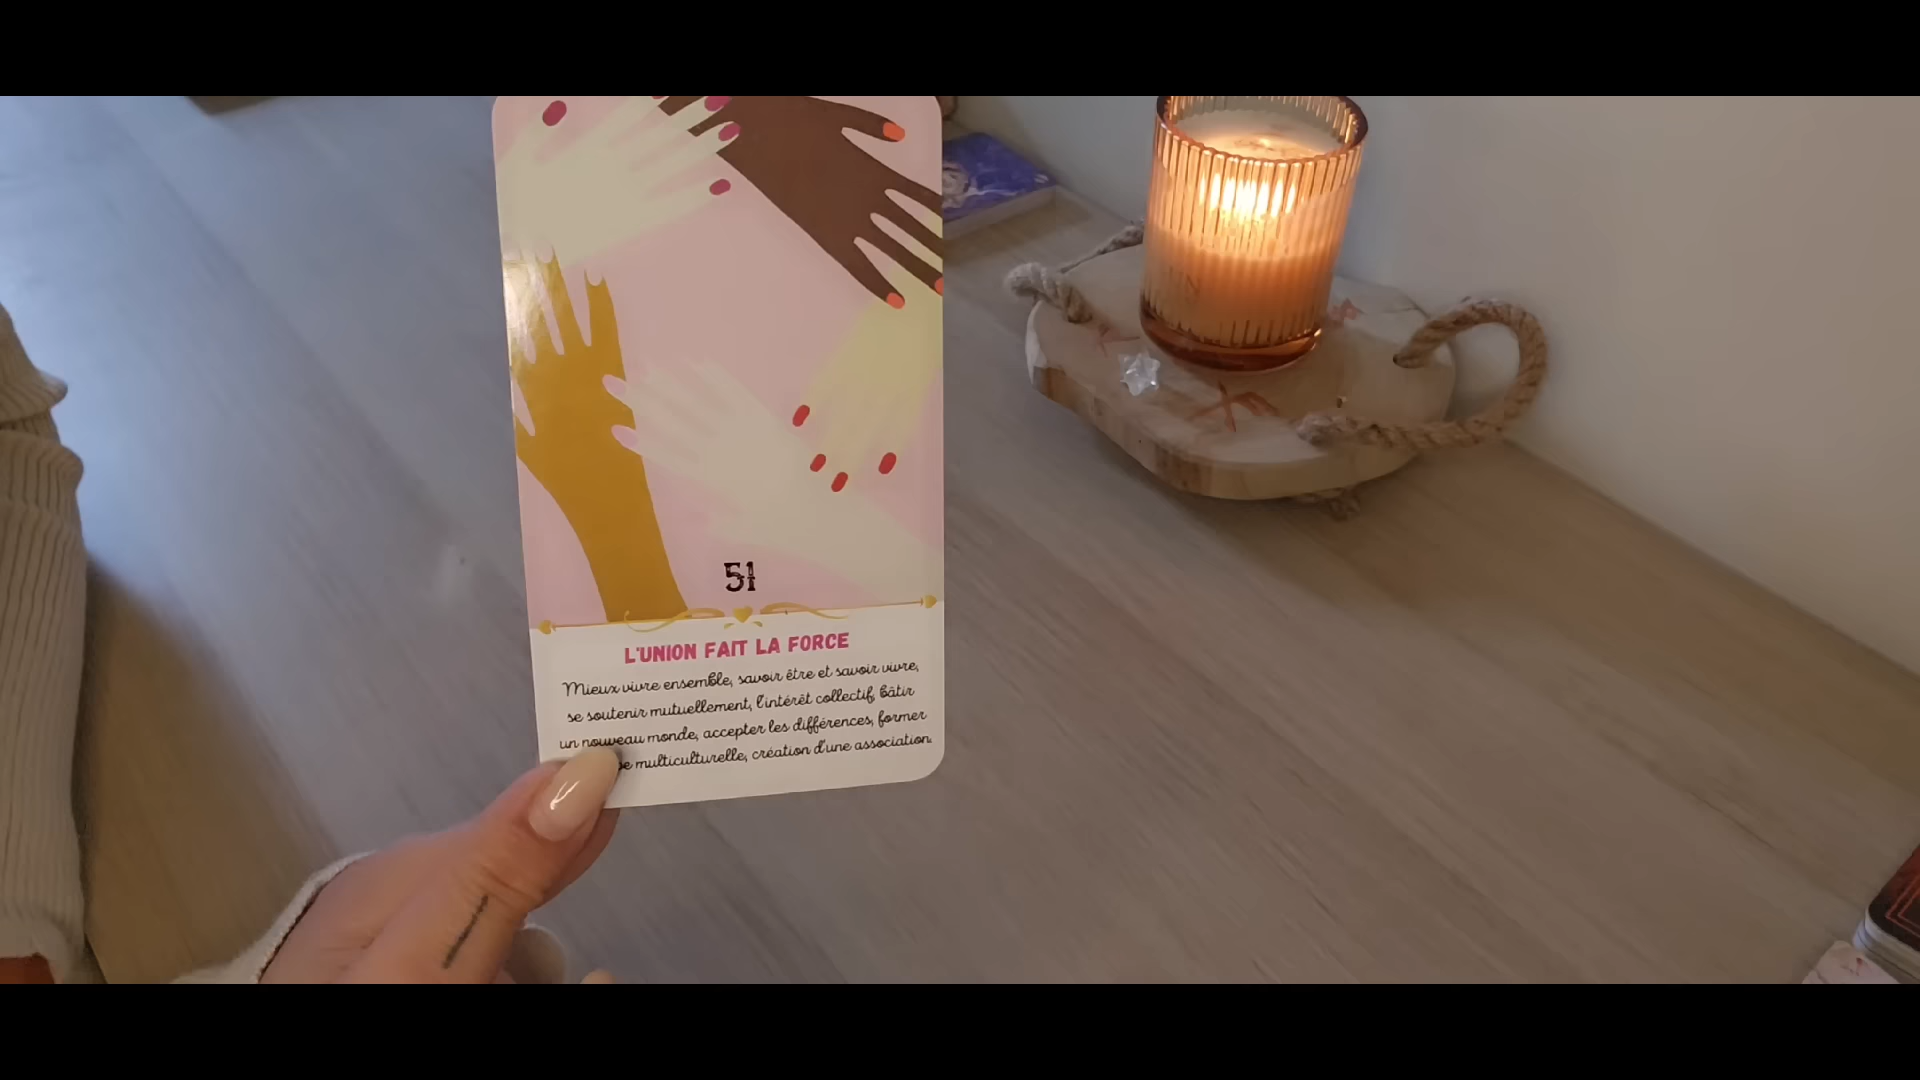 51
L'UNION FAIT LA FORCE
Mieux vivre ensemble, savoir être et savoir vivre,
se soutenir mutuellement, l'intérêt collectif, bâtir
un nouveau monde, accepter les différences, former
multiculturelle, création d'une association.